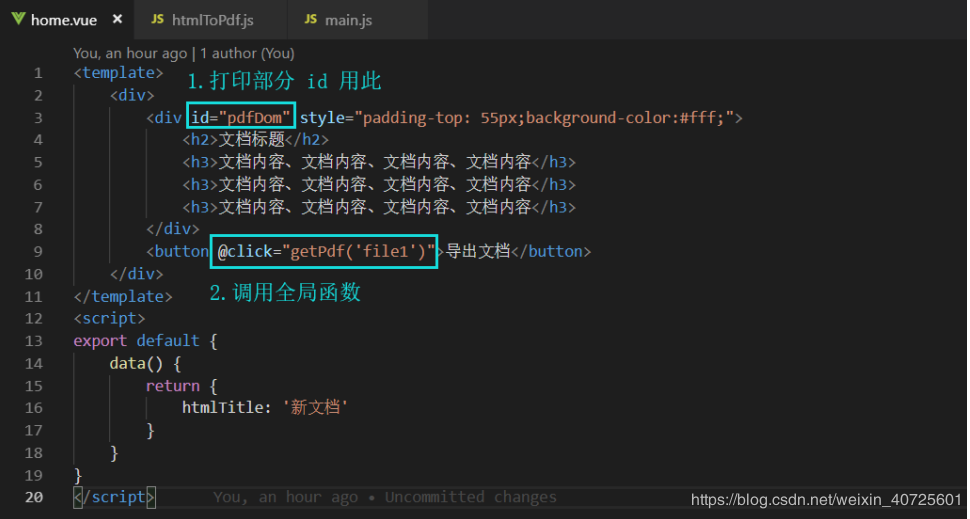 home.vue × JS htmlToPdf.js JS main.js
You, an hour ago | 1 author (You)
1 <template>
1.打印部分 id 用此
2 <div>
3 <div id="pdfDom" style="padding-top: 55px;background-color:#fff;">
4 <h2>文档标题</h2>
5 <h3>文档内容、文档内容、文档内容、文档内容</h3>
6 <h3>文档内容、文档内容、文档内容、文档内容</h3>
7 <h3>文档内容、文档内容、文档内容、文档内容</h3>
8 </div>
9 <button @click="getPdf('file1')">导出文档</button>
10 </div>
2.调用全局函数
11 </template>
12 <script>
13 export default {
14 data() {
15 return {
16 htmlTitle: '新文档'
17 }
18 }
19 }
20 </script> You, an hour ago • Uncommitted changes
https://blog.csdn.net/weixin_40725601